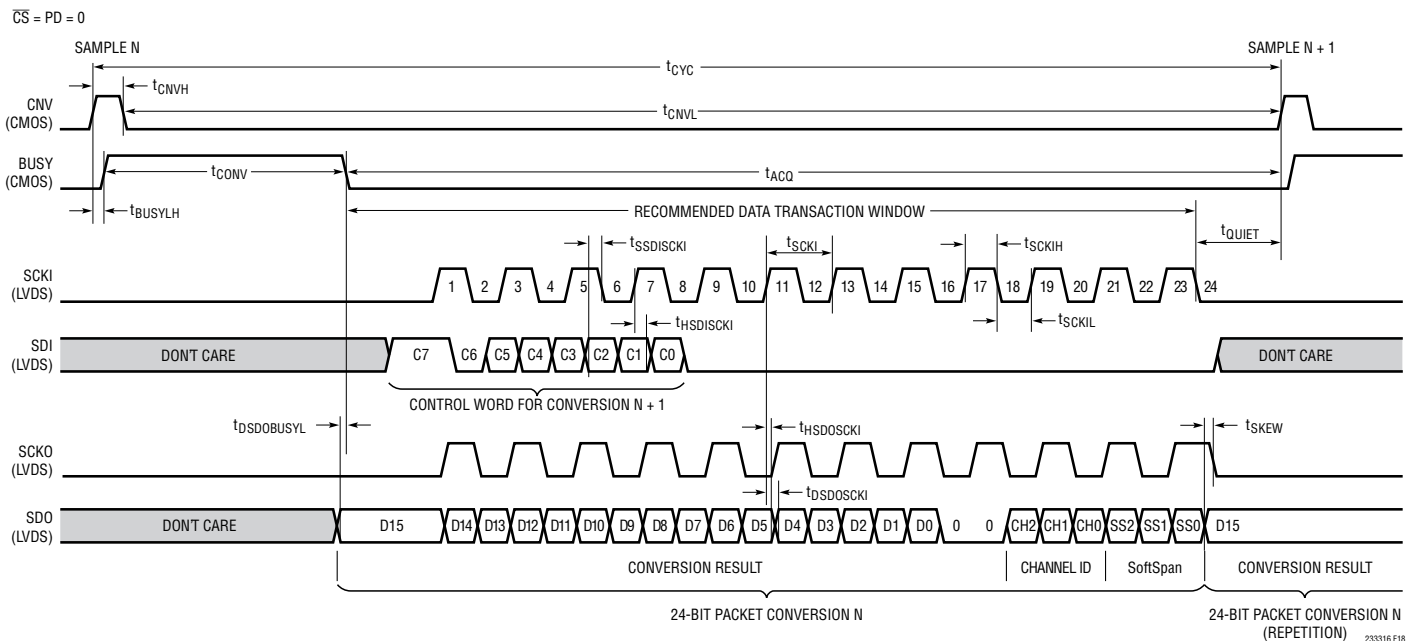 CS = PD = 0
SAMPLE N
SAMPLE N + 1
tCYC
tCNVH
CNV
(CMOS)
tCNVL
BUSY
(CMOS)
tCONV
tACQ
tBUSYLH
RECOMMENDED DATA TRANSACTION WINDOW
tQUIET
tSSDISCKI
tSCKI
tSCKIH
SCKI
(LVDS)
1 2 3 4 5 6 7 8 9 10 11 12 13 14 15 16 17 18 19 20 21 22 23 24
tHSDISCKI
tSCKIL
SDI
(LVDS)
DON'T CARE
C7 C6 C5 C4 C3 C2 C1 C0
DON'T CARE
CONTROL WORD FOR CONVERSION N + 1
tDSDOBUSYL
tHSDOSCKI
tSKEW
SCKO
(LVDS)
tDSDOSCKI
SDO
(LVDS)
DON'T CARE
D15 D14 D13 D12 D11 D10 D9 D8 D7 D6 D5 D4 D3 D2 D1 D0 0 0 CH2 CH1 CH0 SS2 SS1 SS0 D15
CONVERSION RESULT
CHANNEL ID
SoftSpan
CONVERSION RESULT
24-BIT PACKET CONVERSION N
24-BIT PACKET CONVERSION N
(REPETITION)
233316 F18